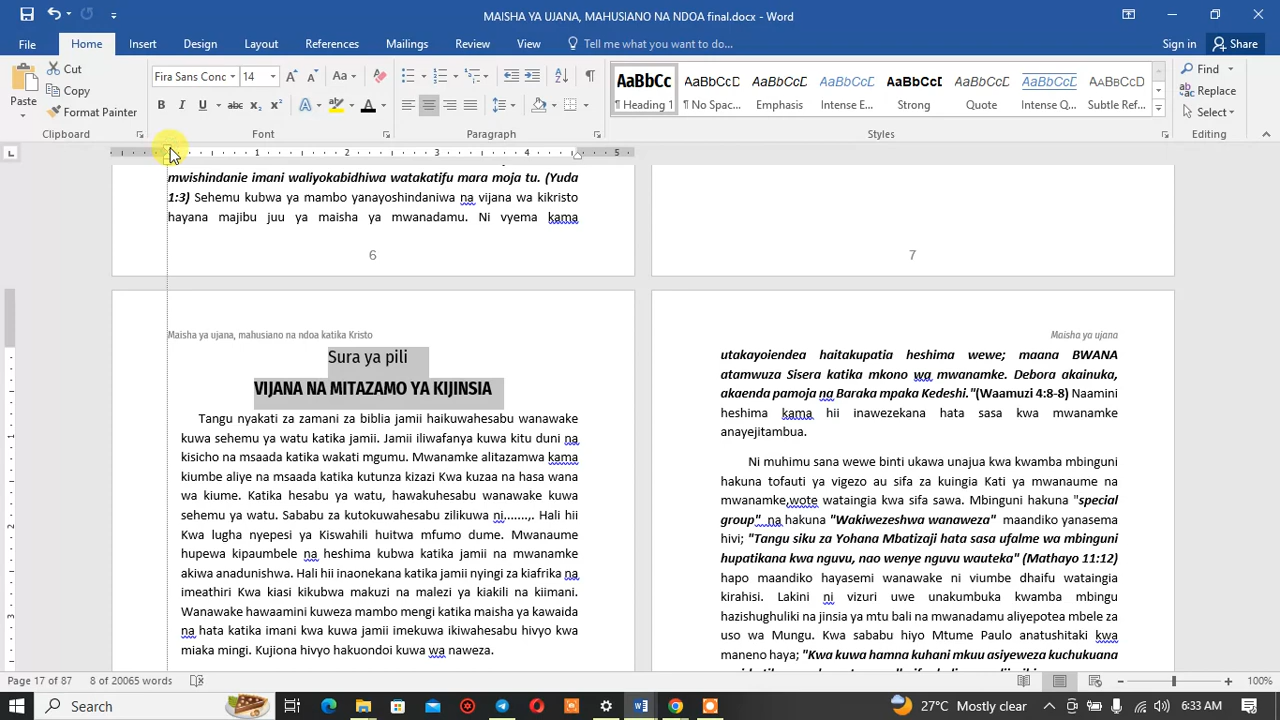 MAISHA YA UJANA, MAHUSIANO NA NDOA final.docx - Word
File Home Insert Design Layout References Mailings Review View Tell me what you want to do... Sign in Share
Paste Cut Copy Format Painter
Fira Sans Conc 14
AaBbCc ¶ Heading 1
AaBbCcD ¶ No Spac...
AaBbCcD Emphasis
AaBbCcD Intense E...
AaBbCcD Strong
AaBbCcD Quote
AaBbCcD Intense Q...
AaBbCcD Subtle Ref...
Find
Replace
Select
Clipboard Font Paragraph Styles Editing
1 2 3 4 5
mwishindanie imani waliyokabidhiwa watakatifu mara moja tu. (Yuda
1:3) Sehemu kubwa ya mambo yanayoshindaniwa na vijana wa kikristo
hayana majibu juu ya maisha ya mwanadamu. Ni vyema kama
6
7
Maisha ya ujana, mahusiano na ndoa katika Kristo
Sura ya pili
VIJANA NA MITAZAMO YA KIJINSIA
Tangu nyakati za zamani za biblia jamii haikuwahesabu wanawake
kuwa sehemu ya watu katika jamii. Jamii iliwafanya kuwa kitu duni na
kisicho na msaada katika wakati mgumu. Mwanamke alitazamwa kama
kiumbe aliye na msaada katika kutunza kizazi Kwa kuzaa na hasa wana
wa kiume. Katika hesabu ya watu, hawakuhesabu wanawake kuwa
sehemu ya watu. Sababu za kutokuwahesabu zilikuwa ni.......,. Hali hii
Kwa lugha nyepesi ya Kiswahili huitwa mfumo dume. Mwanaume
hupewa kipaumbele na heshima kubwa katika jamii na mwanamke
akiwa anadunishwa. Hali hii inaonekana katika jamii nyingi za kiafrika na
imeathiri Kwa kiasi kikubwa makuzi na malezi ya kiakili na kiimani.
Wanawake hawaamini kuweza mambo mengi katika maisha ya kawaida
na hata katika imani kwa kuwa jamii imekuwa ikiwahesabu hivyo kwa
miaka mingi. Kujiona hivyo hakuondoi kuwa wa naweza.
Maisha ya ujana
utakayoiendea haitakupatia heshima wewe; maana BWANA
atamwuza Sisera katika mkono wa mwanamke. Debora akainuka,
akaenda pamoja na Baraka mpaka Kedeshi."(Waamuzi 4:8-8) Naamini
heshima kama hii inawezekana hata sasa kwa mwanamke
anayejitambua.
Ni muhimu sana wewe binti ukawa unajua kwa kwamba mbinguni
hakuna tofauti ya vigezo au sifa za kuingia Kati ya mwanaume na
mwanamke,wote wataingia kwa sifa sawa. Mbinguni hakuna "special
group" na hakuna "Wakiwezeshwa wanaweza" maandiko yanasema
hivi; "Tangu siku za Yohana Mbatizaji hata sasa ufalme wa mbinguni
hupatikana kwa nguvu, nao wenye nguvu wauteka" (Mathayo 11:12)
hapo maandiko hayasemi wanawake ni viumbe dhaifu wataingia
kirahisi. Lakini ni vizuri uwe unakumbuka kwamba mbingu
hazishughuliki na jinsia ya mtu bali na mwanadamu aliyepotea mbele za
uso wa Mungu. Kwa sababu hiyo Mtume Paulo anatushitaki kwa
maneno haya; "Kwa kuwa hamna kuhani mkuu asiyeweza kuchukuana
Page 17 of 87 8 of 20065 words 100%
Search 27°C Mostly clear 6:33 AM